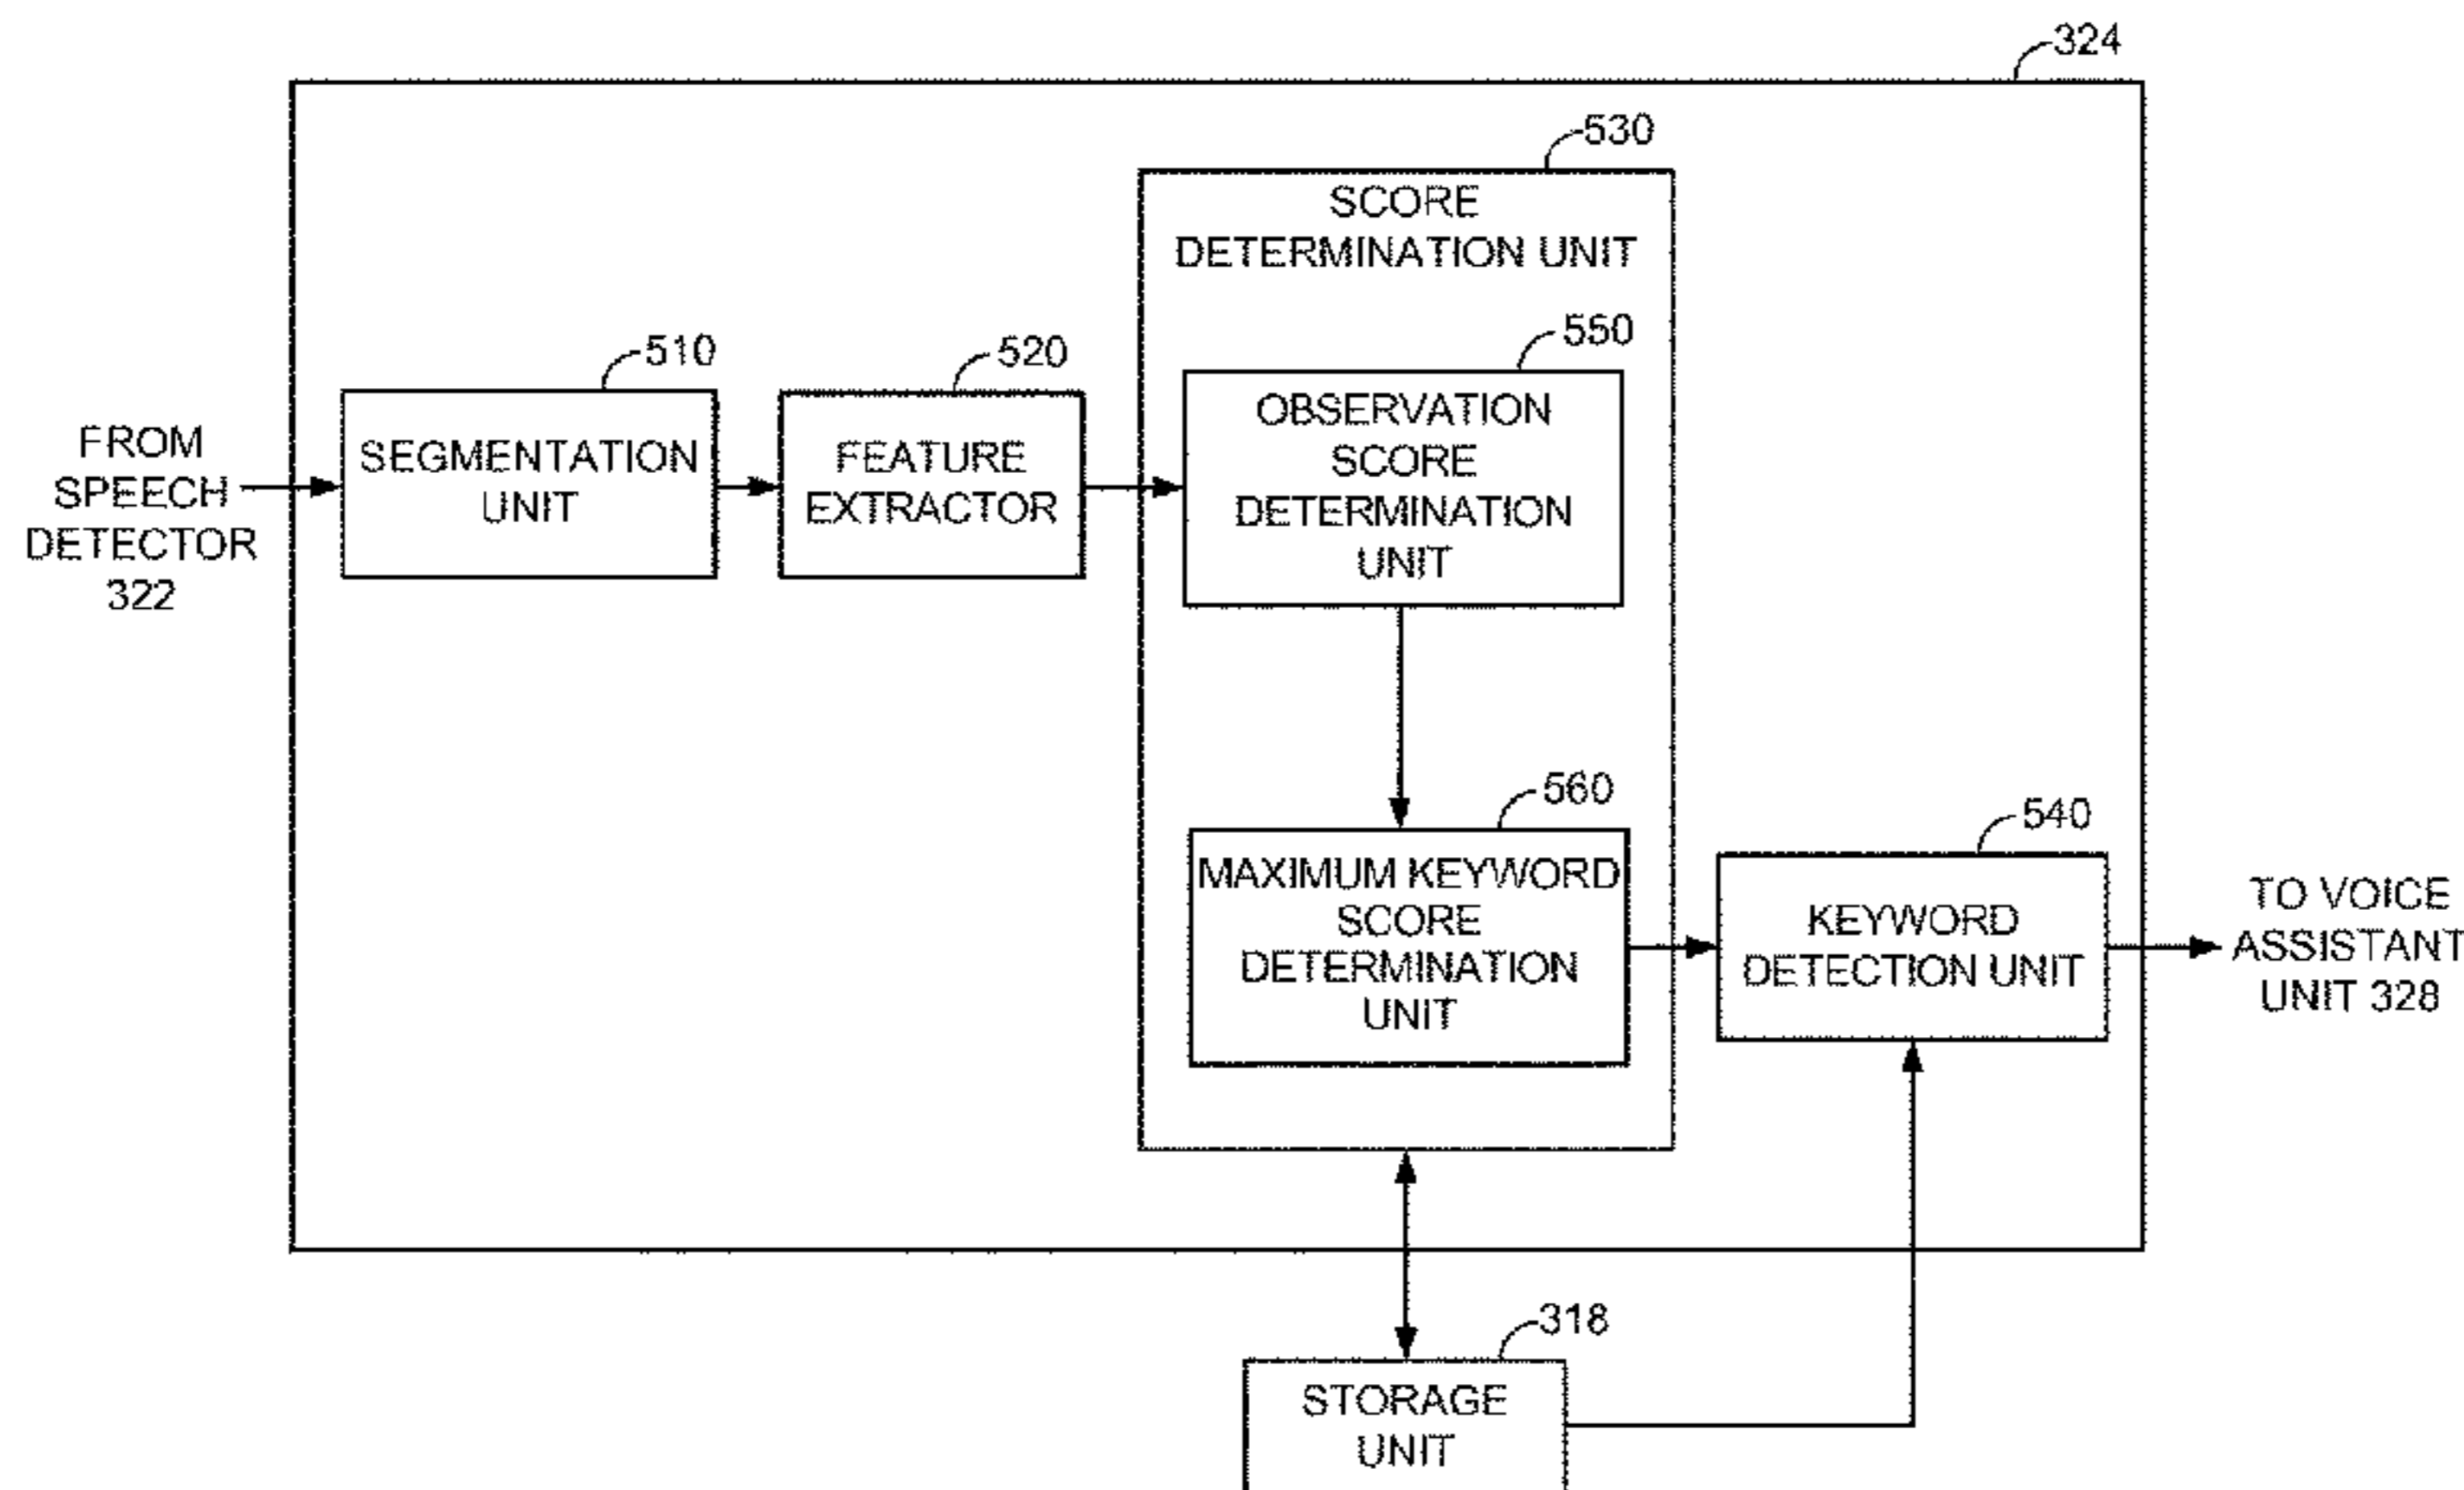 324
530
SCORE
DETERMINATION UNIT
550
510
520
OBSERVATION
SCORE
DETERMINATION
UNIT
FROM
SPEECH
DETECTOR
322
SEGMENTATION
UNIT
FEATURE
EXTRACTOR
560
540
MAXIMUM KEYWORD
SCORE
DETERMINATION
UNIT
KEYWORD
DETECTION UNIT
TO VOICE
ASSISTANT
UNIT 328
318
STORAGE
UNIT